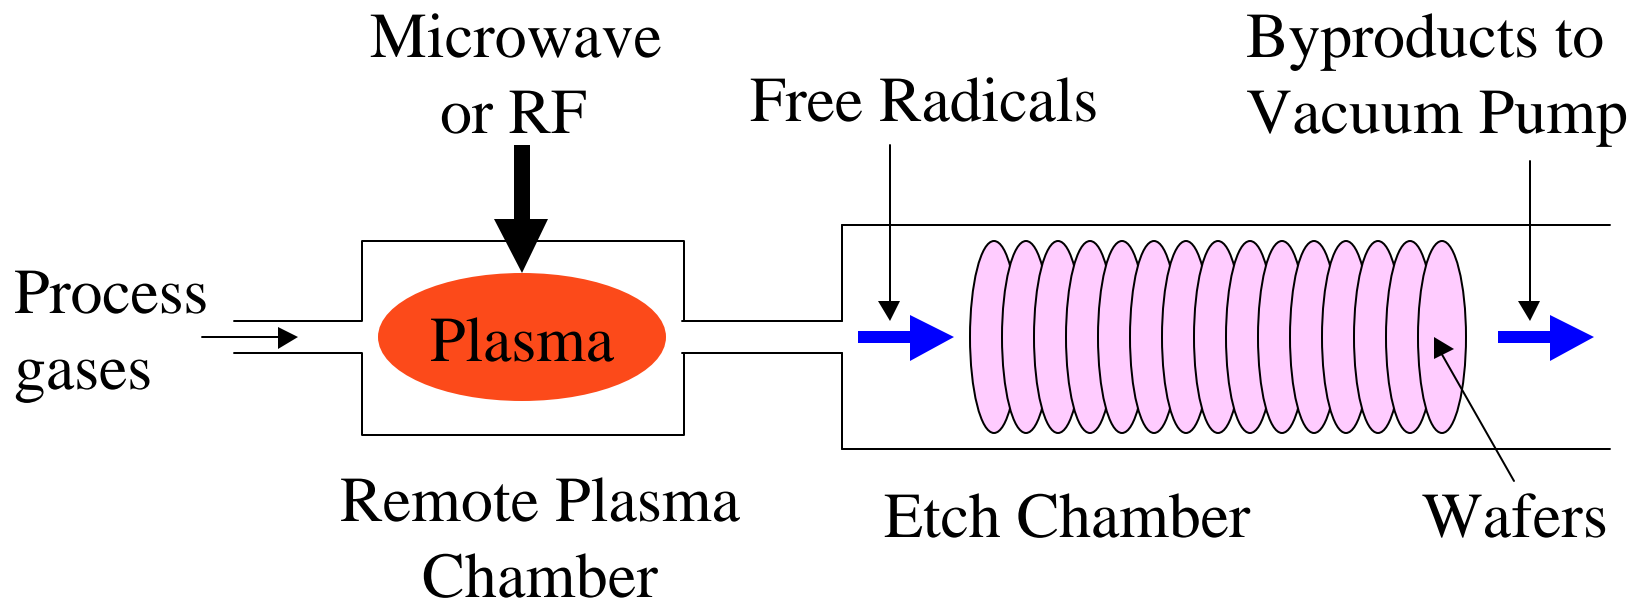 Microwave
or RF
Free Radicals
Byproducts to
Vacuum Pump
Process
gases
Plasma
Remote Plasma
Chamber
Etch Chamber
Wafers